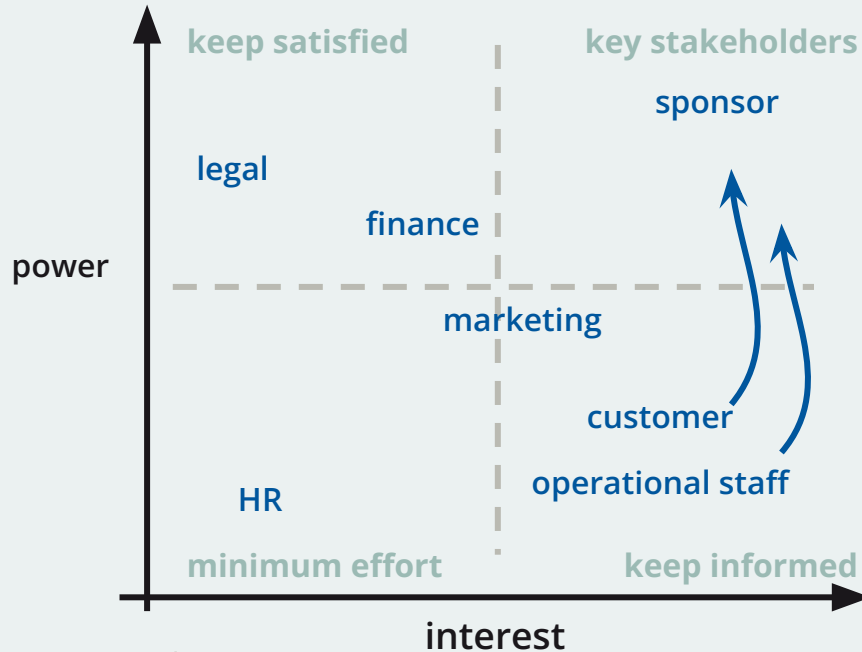 keep satisfied
key stakeholders
sponsor
legal
finance
power
marketing
customer
operational staff
HR
minimum effort
keep informed
interest